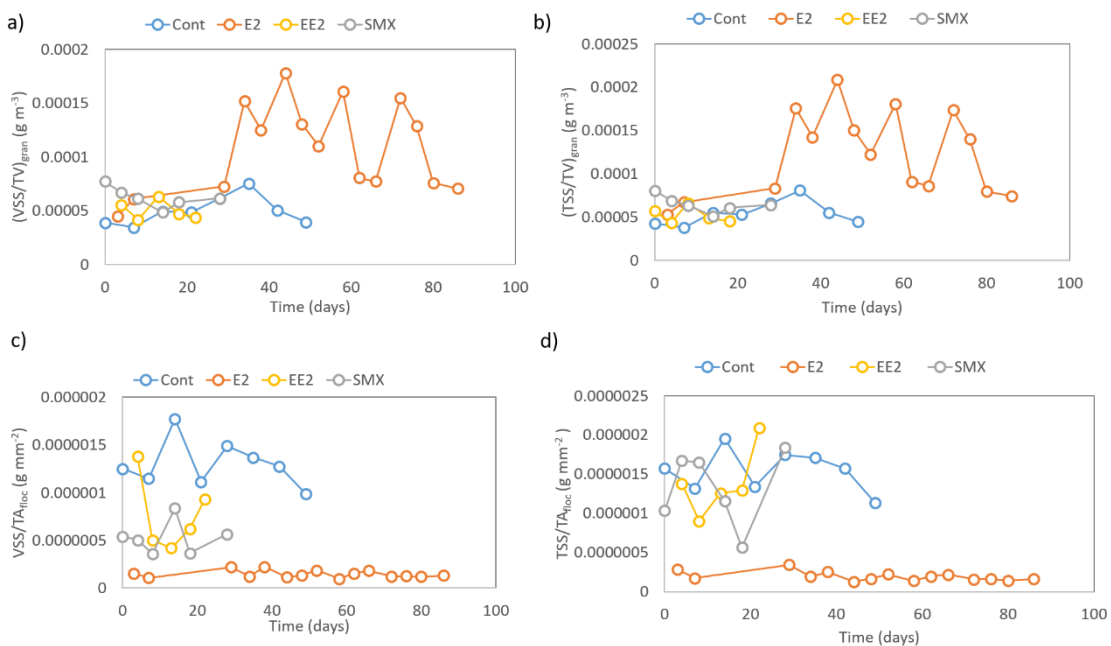 a)
Cont E2 EE2 SMX
(VSS/TV)gran (g m-3)
0.0002
0.00015
0.0001
0.00005
0
0 20 40 60 80 100
Time (days)
b)
Cont E2 EE2 SMX
(TSS/TV)gran (g m-3)
0.00025
0.0002
0.00015
0.0001
0.00005
0
0 20 40 60 80 100
Time (days)
c)
Cont E2 EE2 SMX
VSS/TAfloc (g mm-2)
0.000002
0.0000015
0.000001
0.0000005
0
0 20 40 60 80 100
Time (days)
d)
Cont E2 EE2 SMX
TSS/TAfloc (g mm-2)
0.0000025
0.000002
0.0000015
0.000001
0.0000005
0
0 20 40 60 80 100
Time (days)